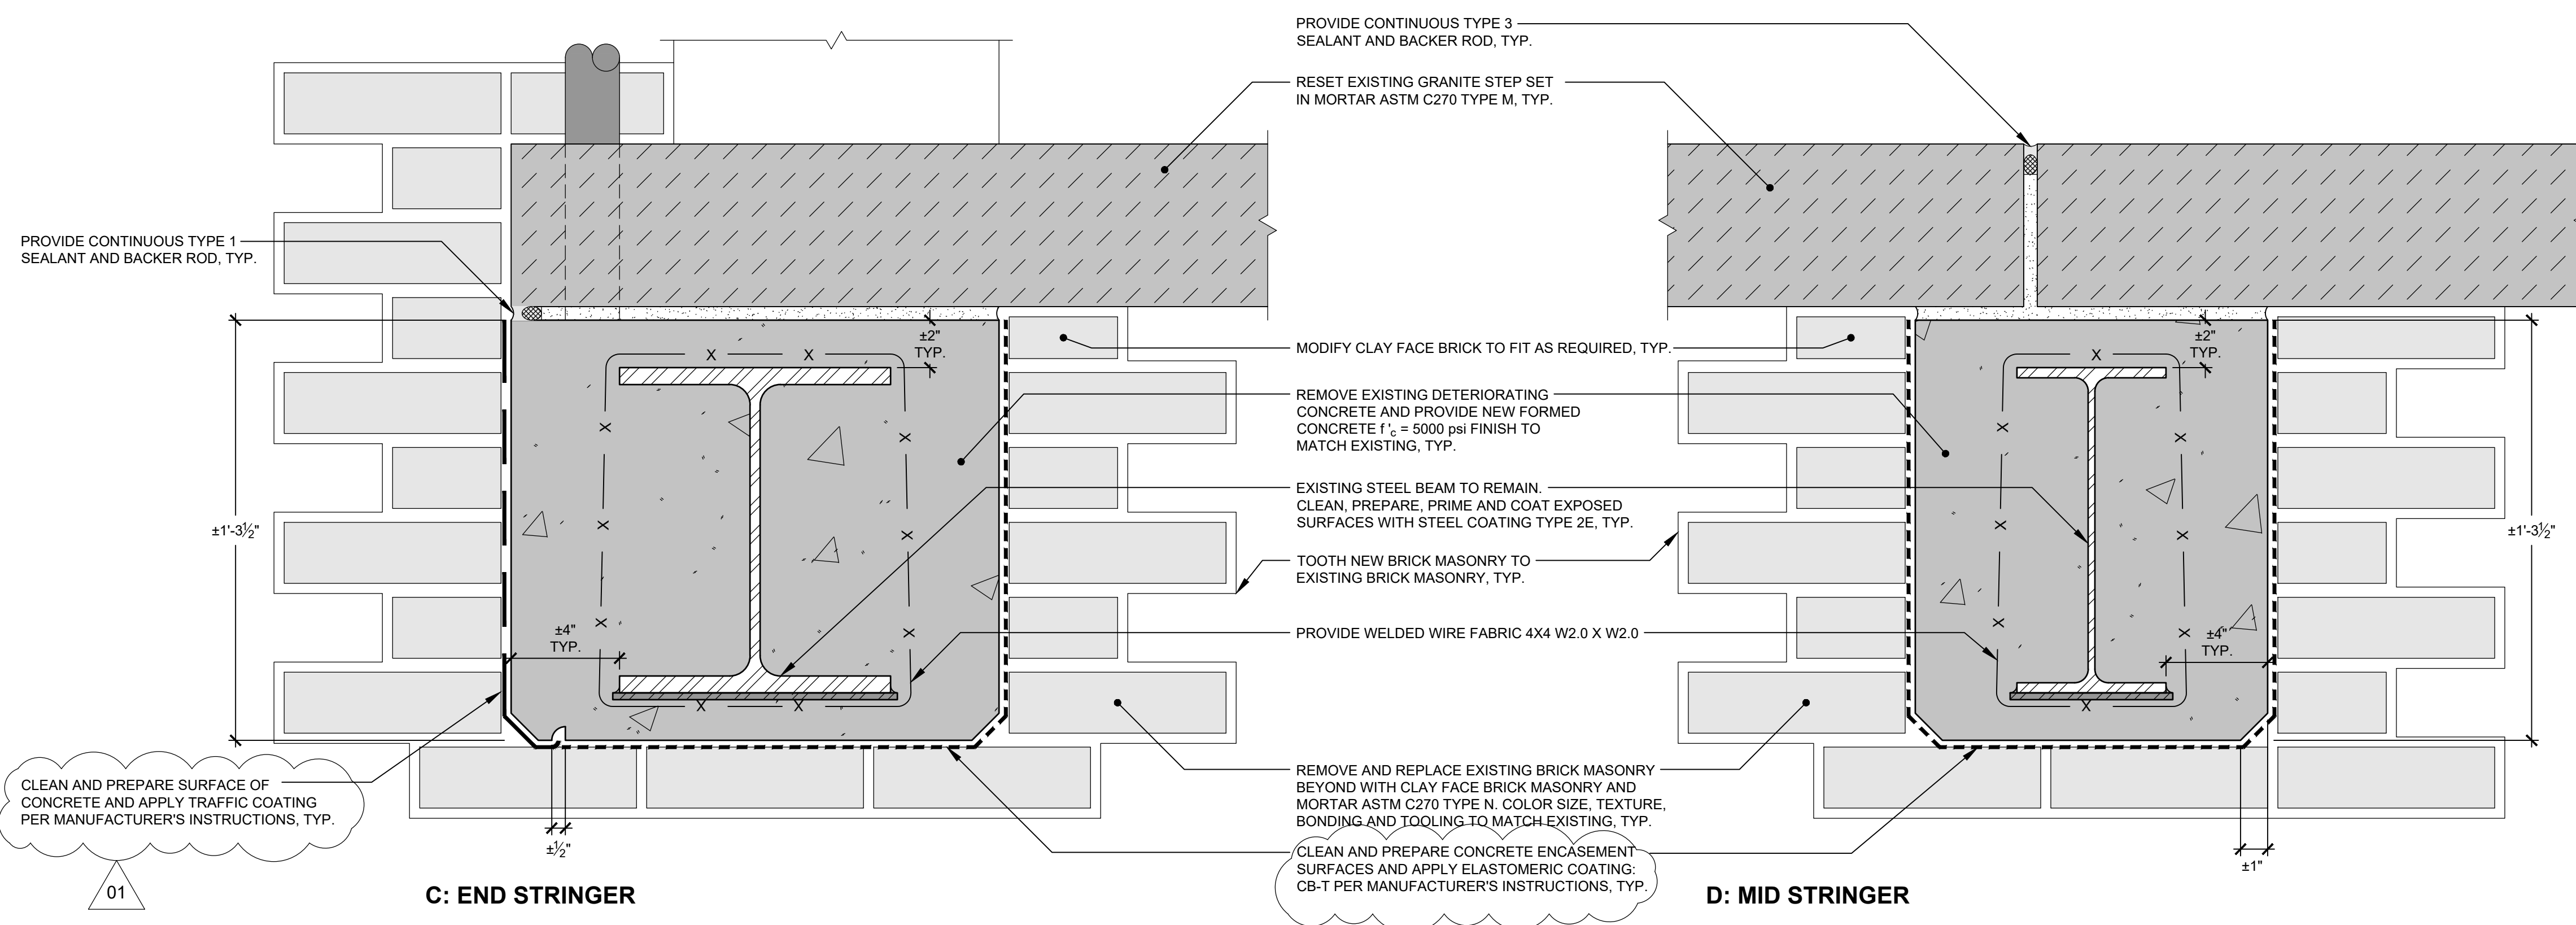 PROVIDE CONTINUOUS TYPE 3
SEALANT AND BACKER ROD, TYP.
RESET EXISTING GRANITE STEP SET
IN MORTAR ASTM C270 TYPE M, TYP.
PROVIDE CONTINUOUS TYPE 1
SEALANT AND BACKER ROD, TYP.
±2"
TYP.
±2"
TYP.
MODIFY CLAY FACE BRICK TO FIT AS REQUIRED, TYP.
X X
X
REMOVE EXISTING DETERIORATING
CONCRETE AND PROVIDE NEW FORMED
CONCRETE f 'c = 5000 psi FINISH TO
MATCH EXISTING, TYP.
X X
X X
EXISTING STEEL BEAM TO REMAIN.
CLEAN, PREPARE, PRIME AND COAT EXPOSED
SURFACES WITH STEEL COATING TYPE 2E, TYP.
±1'-3½"
±1'-3½"
X X
X X
TOOTH NEW BRICK MASONRY TO
EXISTING BRICK MASONRY, TYP.
PROVIDE WELDED WIRE FABRIC 4X4 W2.0 X W2.0
X X
X X
±4"
TYP.
±4"
TYP.
X X
X
CLEAN AND PREPARE SURFACE OF
CONCRETE AND APPLY TRAFFIC COATING
PER MANUFACTURER'S INSTRUCTIONS, TYP.
REMOVE AND REPLACE EXISTING BRICK MASONRY
BEYOND WITH CLAY FACE BRICK MASONRY AND
MORTAR ASTM C270 TYPE N. COLOR SIZE, TEXTURE,
BONDING AND TOOLING TO MATCH EXISTING, TYP.
CLEAN AND PREPARE CONCRETE ENCASEMENT
SURFACES AND APPLY ELASTOMERIC COATING:
CB-T PER MANUFACTURER'S INSTRUCTIONS, TYP.
±½"
±1"
01
C: END STRINGER
D: MID STRINGER